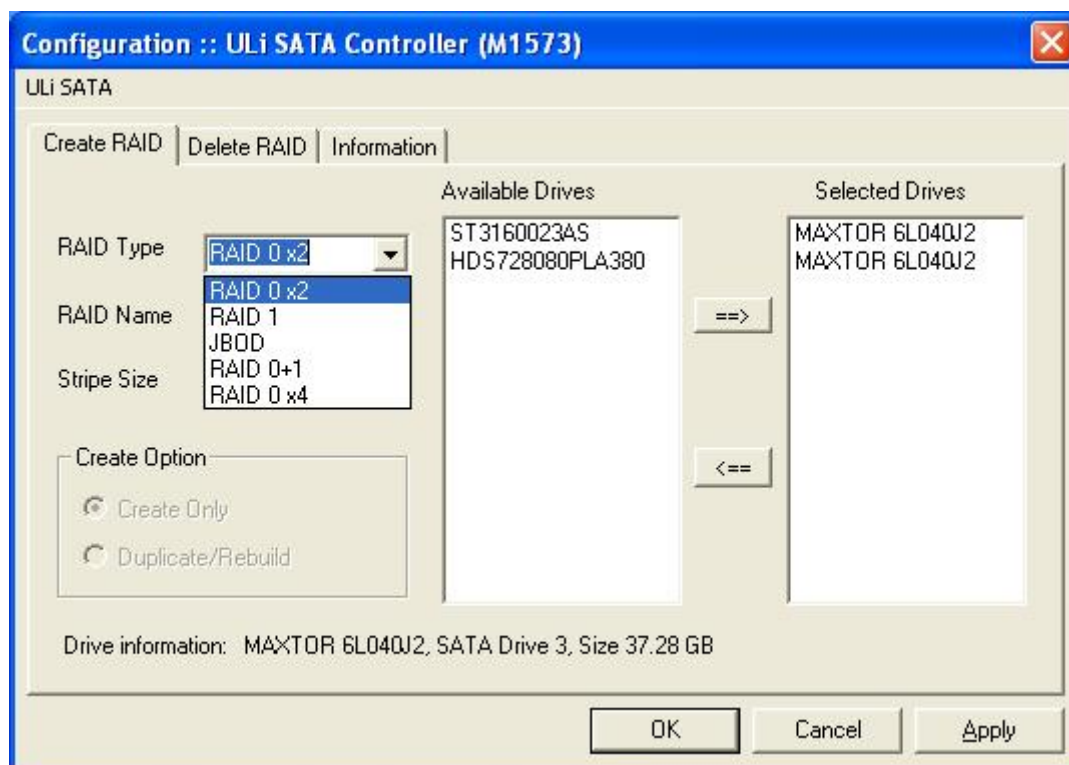 Configuration :: ULi SATA Controller (M1573)
ULi SATA
Create RAID
Delete RAID
Information
Available Drives
Selected Drives
RAID Type
RAID 0 x2
RAID 0 x2
RAID 1
JBOD
RAID 0+1
RAID 0 x4
RAID Name
Stripe Size
ST3160023AS
HDS728080PLA380
MAXTOR 6L040J2
MAXTOR 6L040J2
==>
<==
Create Option
Create Only
Duplicate/Rebuild
Drive information: MAXTOR 6L040J2, SATA Drive 3, Size 37.28 GB
OK
Cancel
Apply